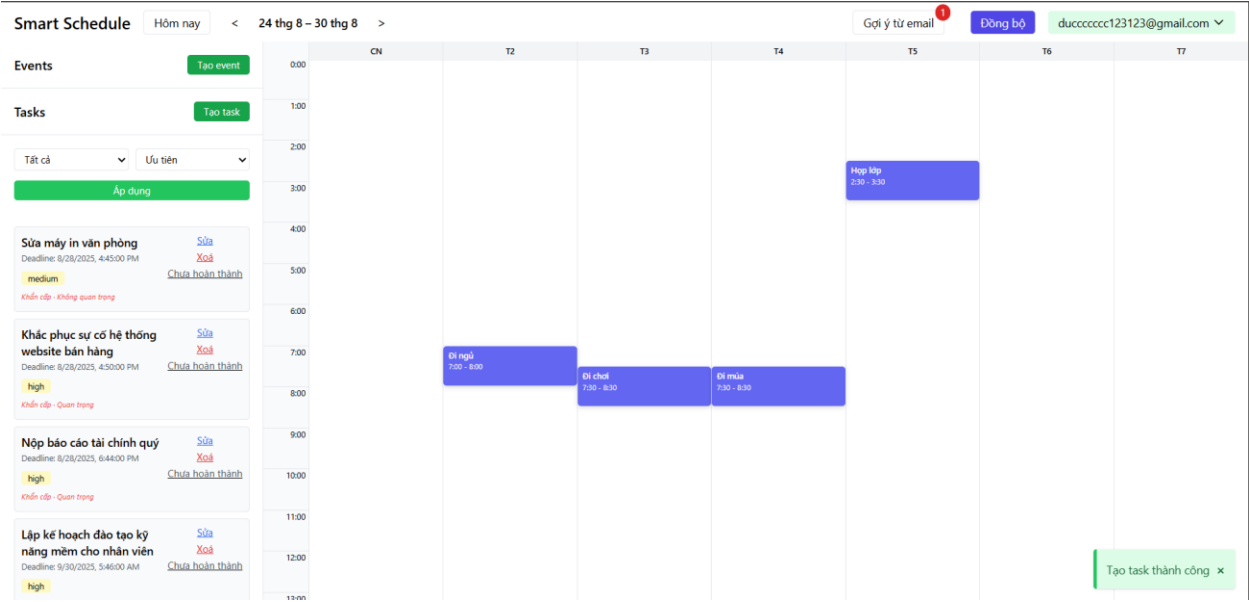 Smart Schedule
Hôm nay
<
24 thg 8 – 30 thg 8
>
Gợi ý từ email
1
Đồng bộ
duccccccc123123@gmail.com
Events
Tạo event
Tasks
Tạo task
Tất cả
Ưu tiên
Áp dụng
Sửa máy in văn phòng
Deadline: 8/28/2025, 4:45:00 PM
medium
Khẩn cấp - Không quan trọng
Sửa
Xoá
Chưa hoàn thành
Khắc phục sự cố hệ thống
website bán hàng
Deadline: 8/28/2025, 4:50:00 PM
high
Khẩn cấp - Quan trọng
Sửa
Xoá
Chưa hoàn thành
Nộp báo cáo tài chính quý
Deadline: 8/28/2025, 6:44:00 PM
high
Khẩn cấp - Quan trọng
Sửa
Xoá
Chưa hoàn thành
Lập kế hoạch đào tạo kỹ
năng mềm cho nhân viên
Deadline: 9/30/2025, 5:46:00 AM
high
Sửa
Xoá
Chưa hoàn thành
CN
T2
T3
T4
T5
T6
T7
0:00
1:00
2:00
3:00
4:00
5:00
6:00
7:00
8:00
9:00
10:00
11:00
12:00
13:00
Họp lớp
2:30 - 3:30
Đi ngủ
7:00 - 8:00
Đi chơi
7:30 - 8:30
Đi múa
7:30 - 8:30
Tạo task thành công ×